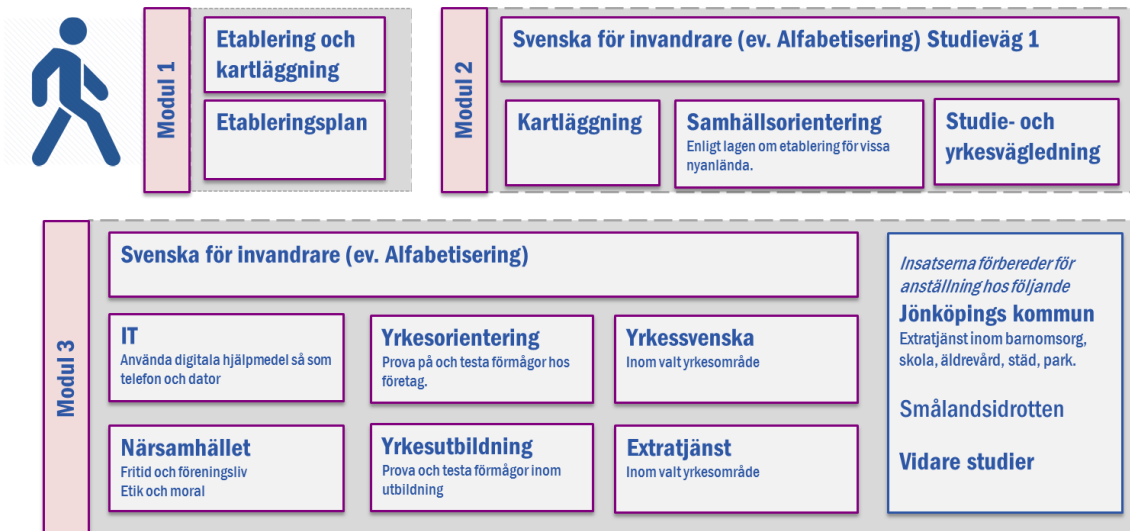 Modul 1
Etablering och
kartläggning
Etableringsplan
Modul 2
Svenska för invandrare (ev. Alfabetisering) Studieväg 1
Kartläggning
Samhällsorientering
Enligt lagen om etablering för vissa
nyanlända.
Studie- och
yrkesvägledning
Modul 3
Svenska för invandrare (ev. Alfabetisering)
IT
Använda digitala hjälpmedel så som
telefon och dator
Yrkesorientering
Prova på och testa förmågor hos
företag.
Yrkessvenska
Inom valt yrkesområde
Närsamhället
Fritid och föreningsliv
Etik och moral
Yrkesutbildning
Prova och testa förmågor inom
utbildning
Extratjänst
Inom valt yrkesområde
Insatserna förbereder för
anställning hos följande
Jönköpings kommun
Extratjänst inom barnomsorg,
skola, äldrevård, städ, park.
Smålandsidrotten
Vidare studier